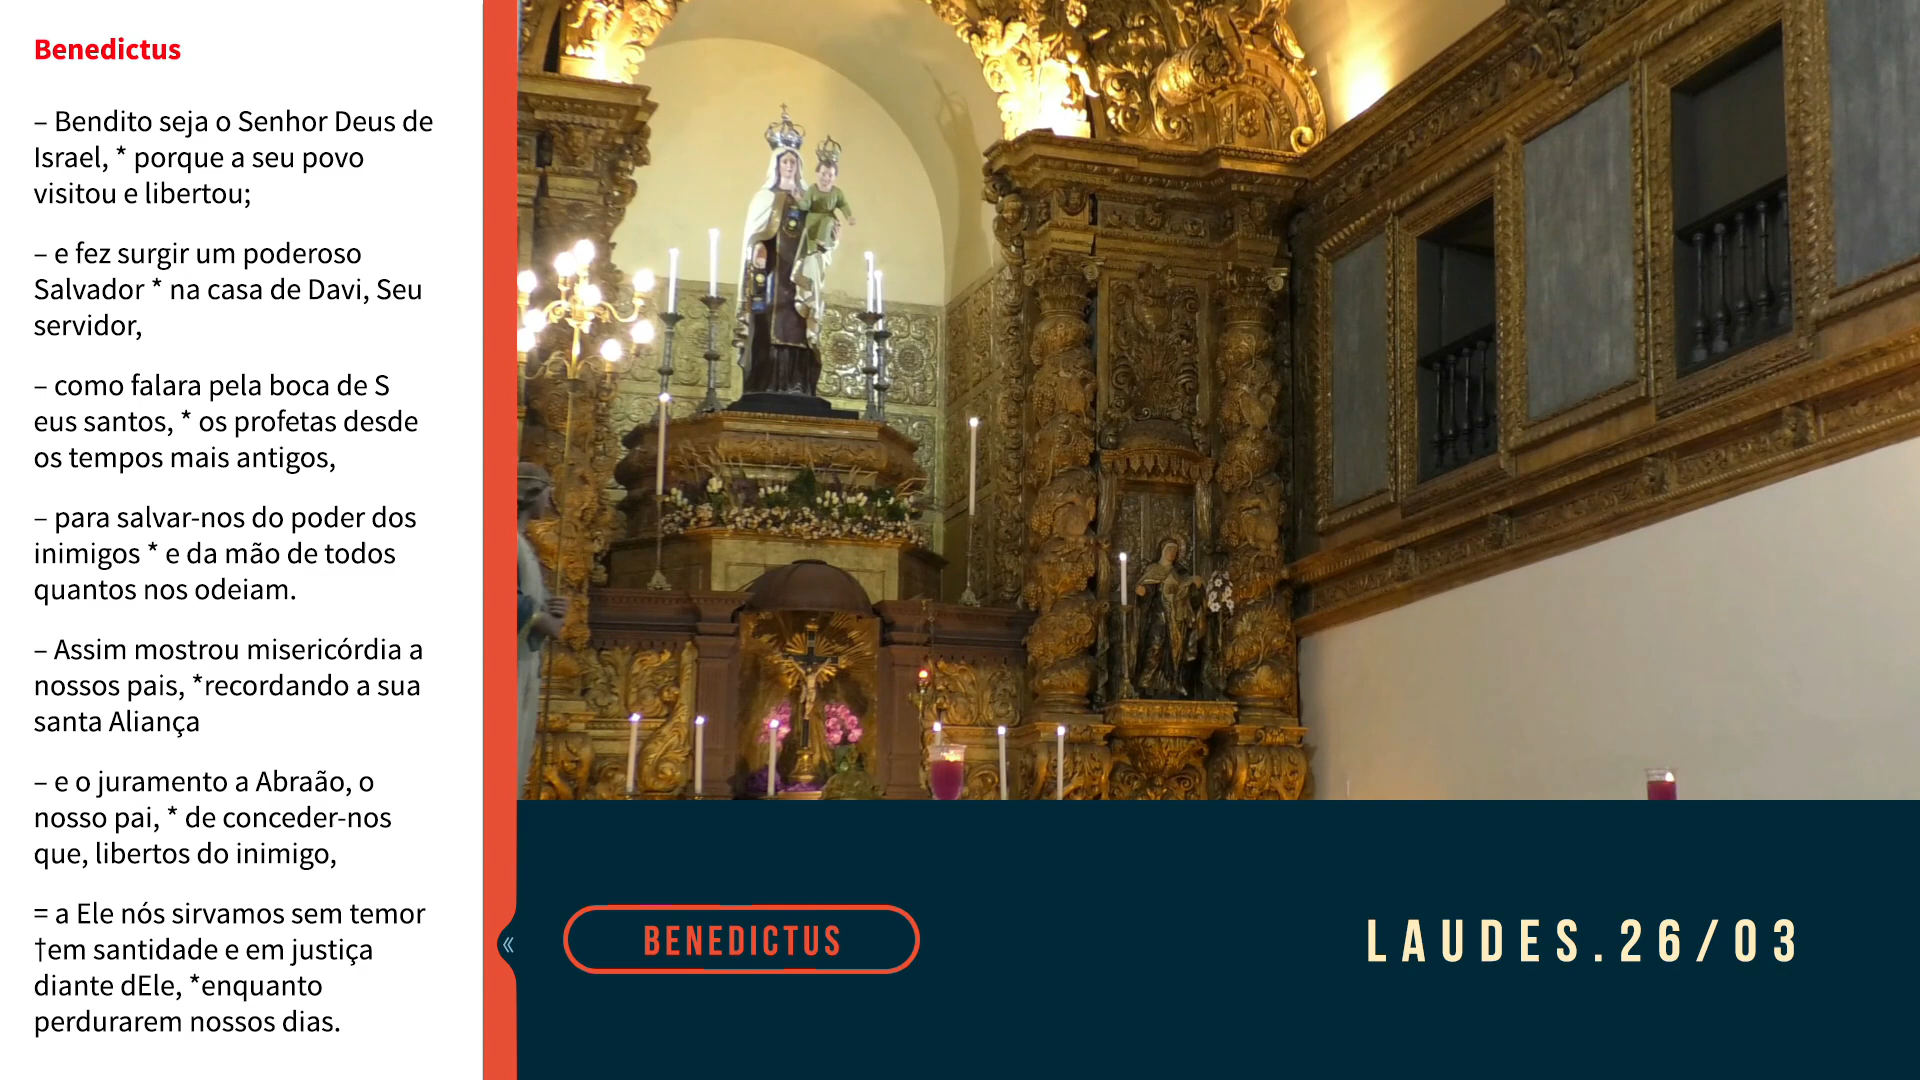 Benedictus
– Bendito seja o Senhor Deus de
Israel, * porque a seu povo
visitou e libertou;
– e fez surgir um poderoso
Salvador * na casa de Davi, Seu
servidor,
– como falara pela boca de S
eus santos, * os profetas desde
os tempos mais antigos,
– para salvar-nos do poder dos
inimigos * e da mão de todos
quantos nos odeiam.
– Assim mostrou misericórdia a
nossos pais, *recordando a sua
santa Aliança
– e o juramento a Abraão, o
nosso pai, * de conceder-nos
que, libertos do inimigo,
= a Ele nós sirvamos sem temor
†em santidade e em justiça
diante dEle, *enquanto
perdurarem nossos dias.
«
BENEDICTUS
LAUDES.26/03